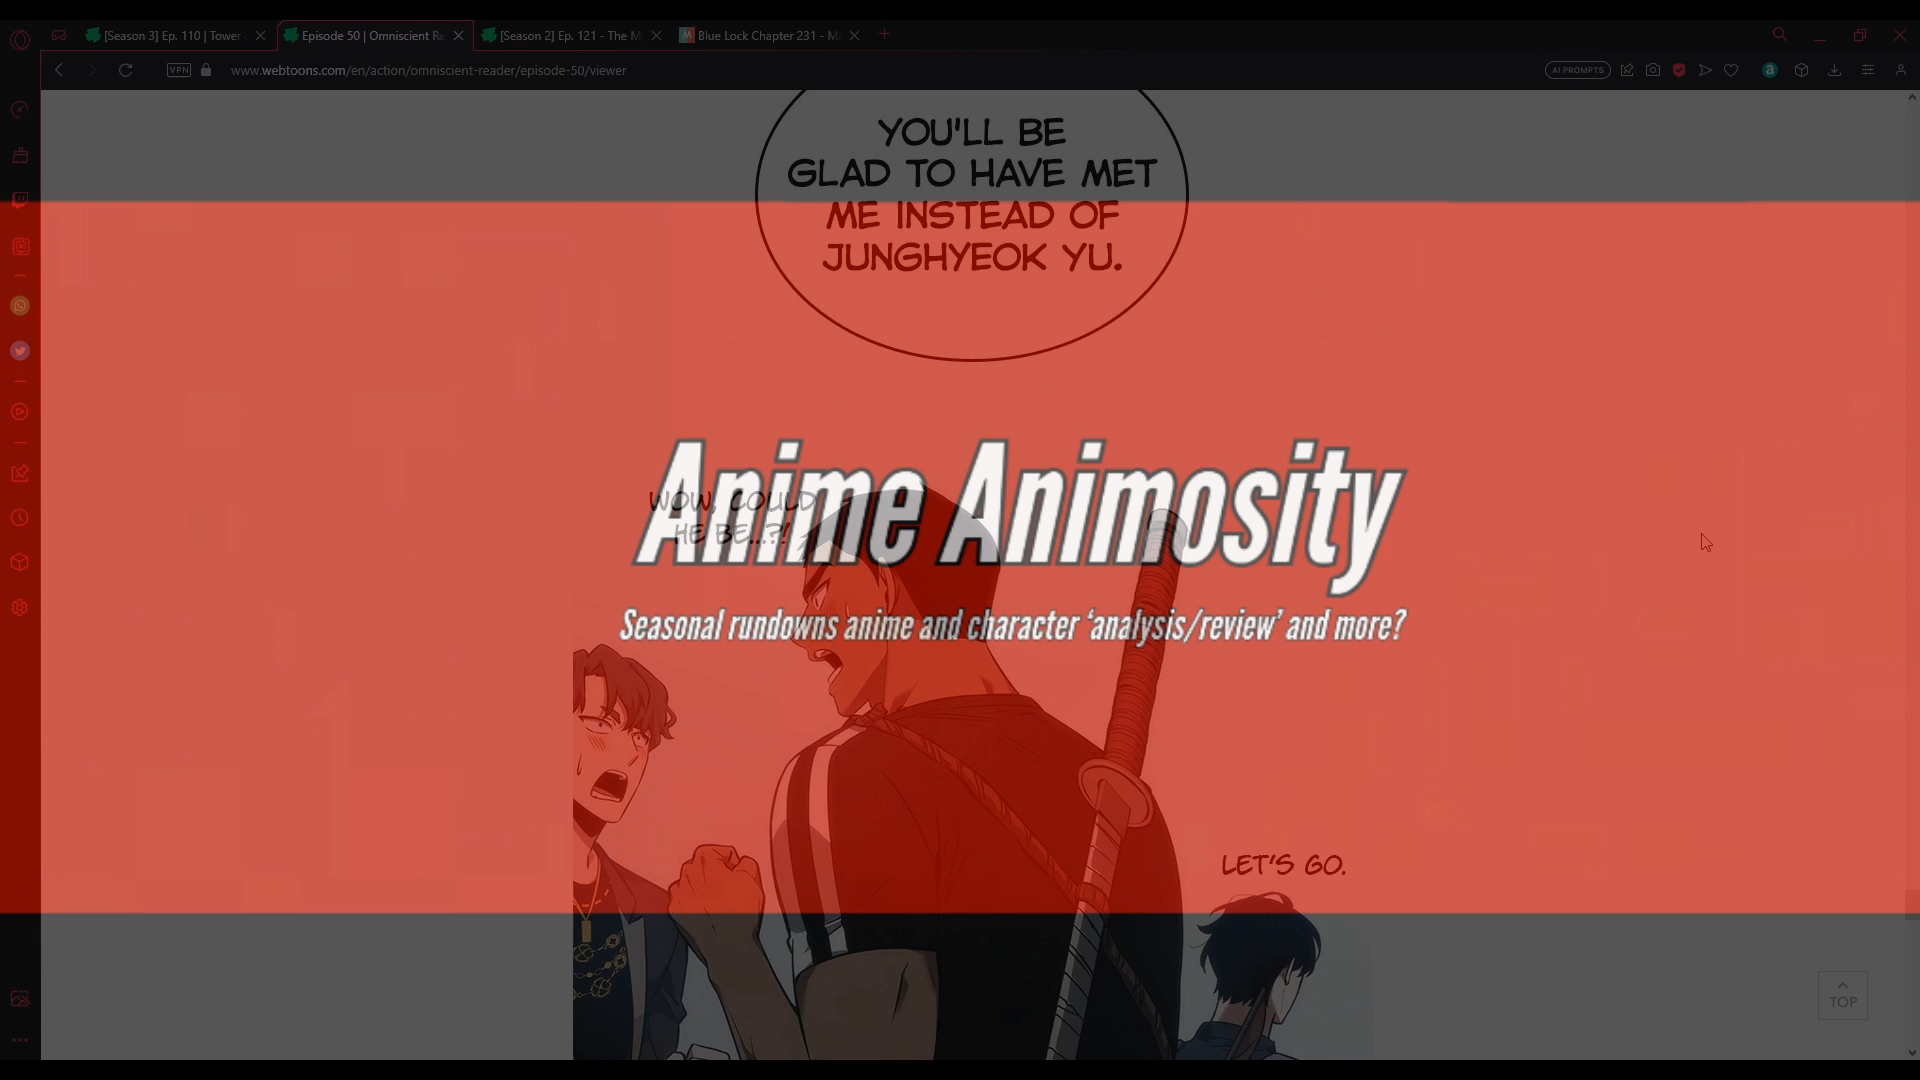 [Season 3] Ep. 110 | Tower
Episode 50 | Omniscient Re
[Season 2] Ep. 121 - The M
Blue Lock Chapter 231 - M
VPN
www.webtoons.com/en/action/omniscient-reader/episode-50/viewer
AI PROMPTS
YOU'LL BE
GLAD TO HAVE MET
ME INSTEAD OF
JUNGHYEOK YU.
WOW, COULD
HE BE...?!
Anime Animosity
Seasonal rundowns anime and character ‘analysis/review’ and more?
LET'S GO.
TOP